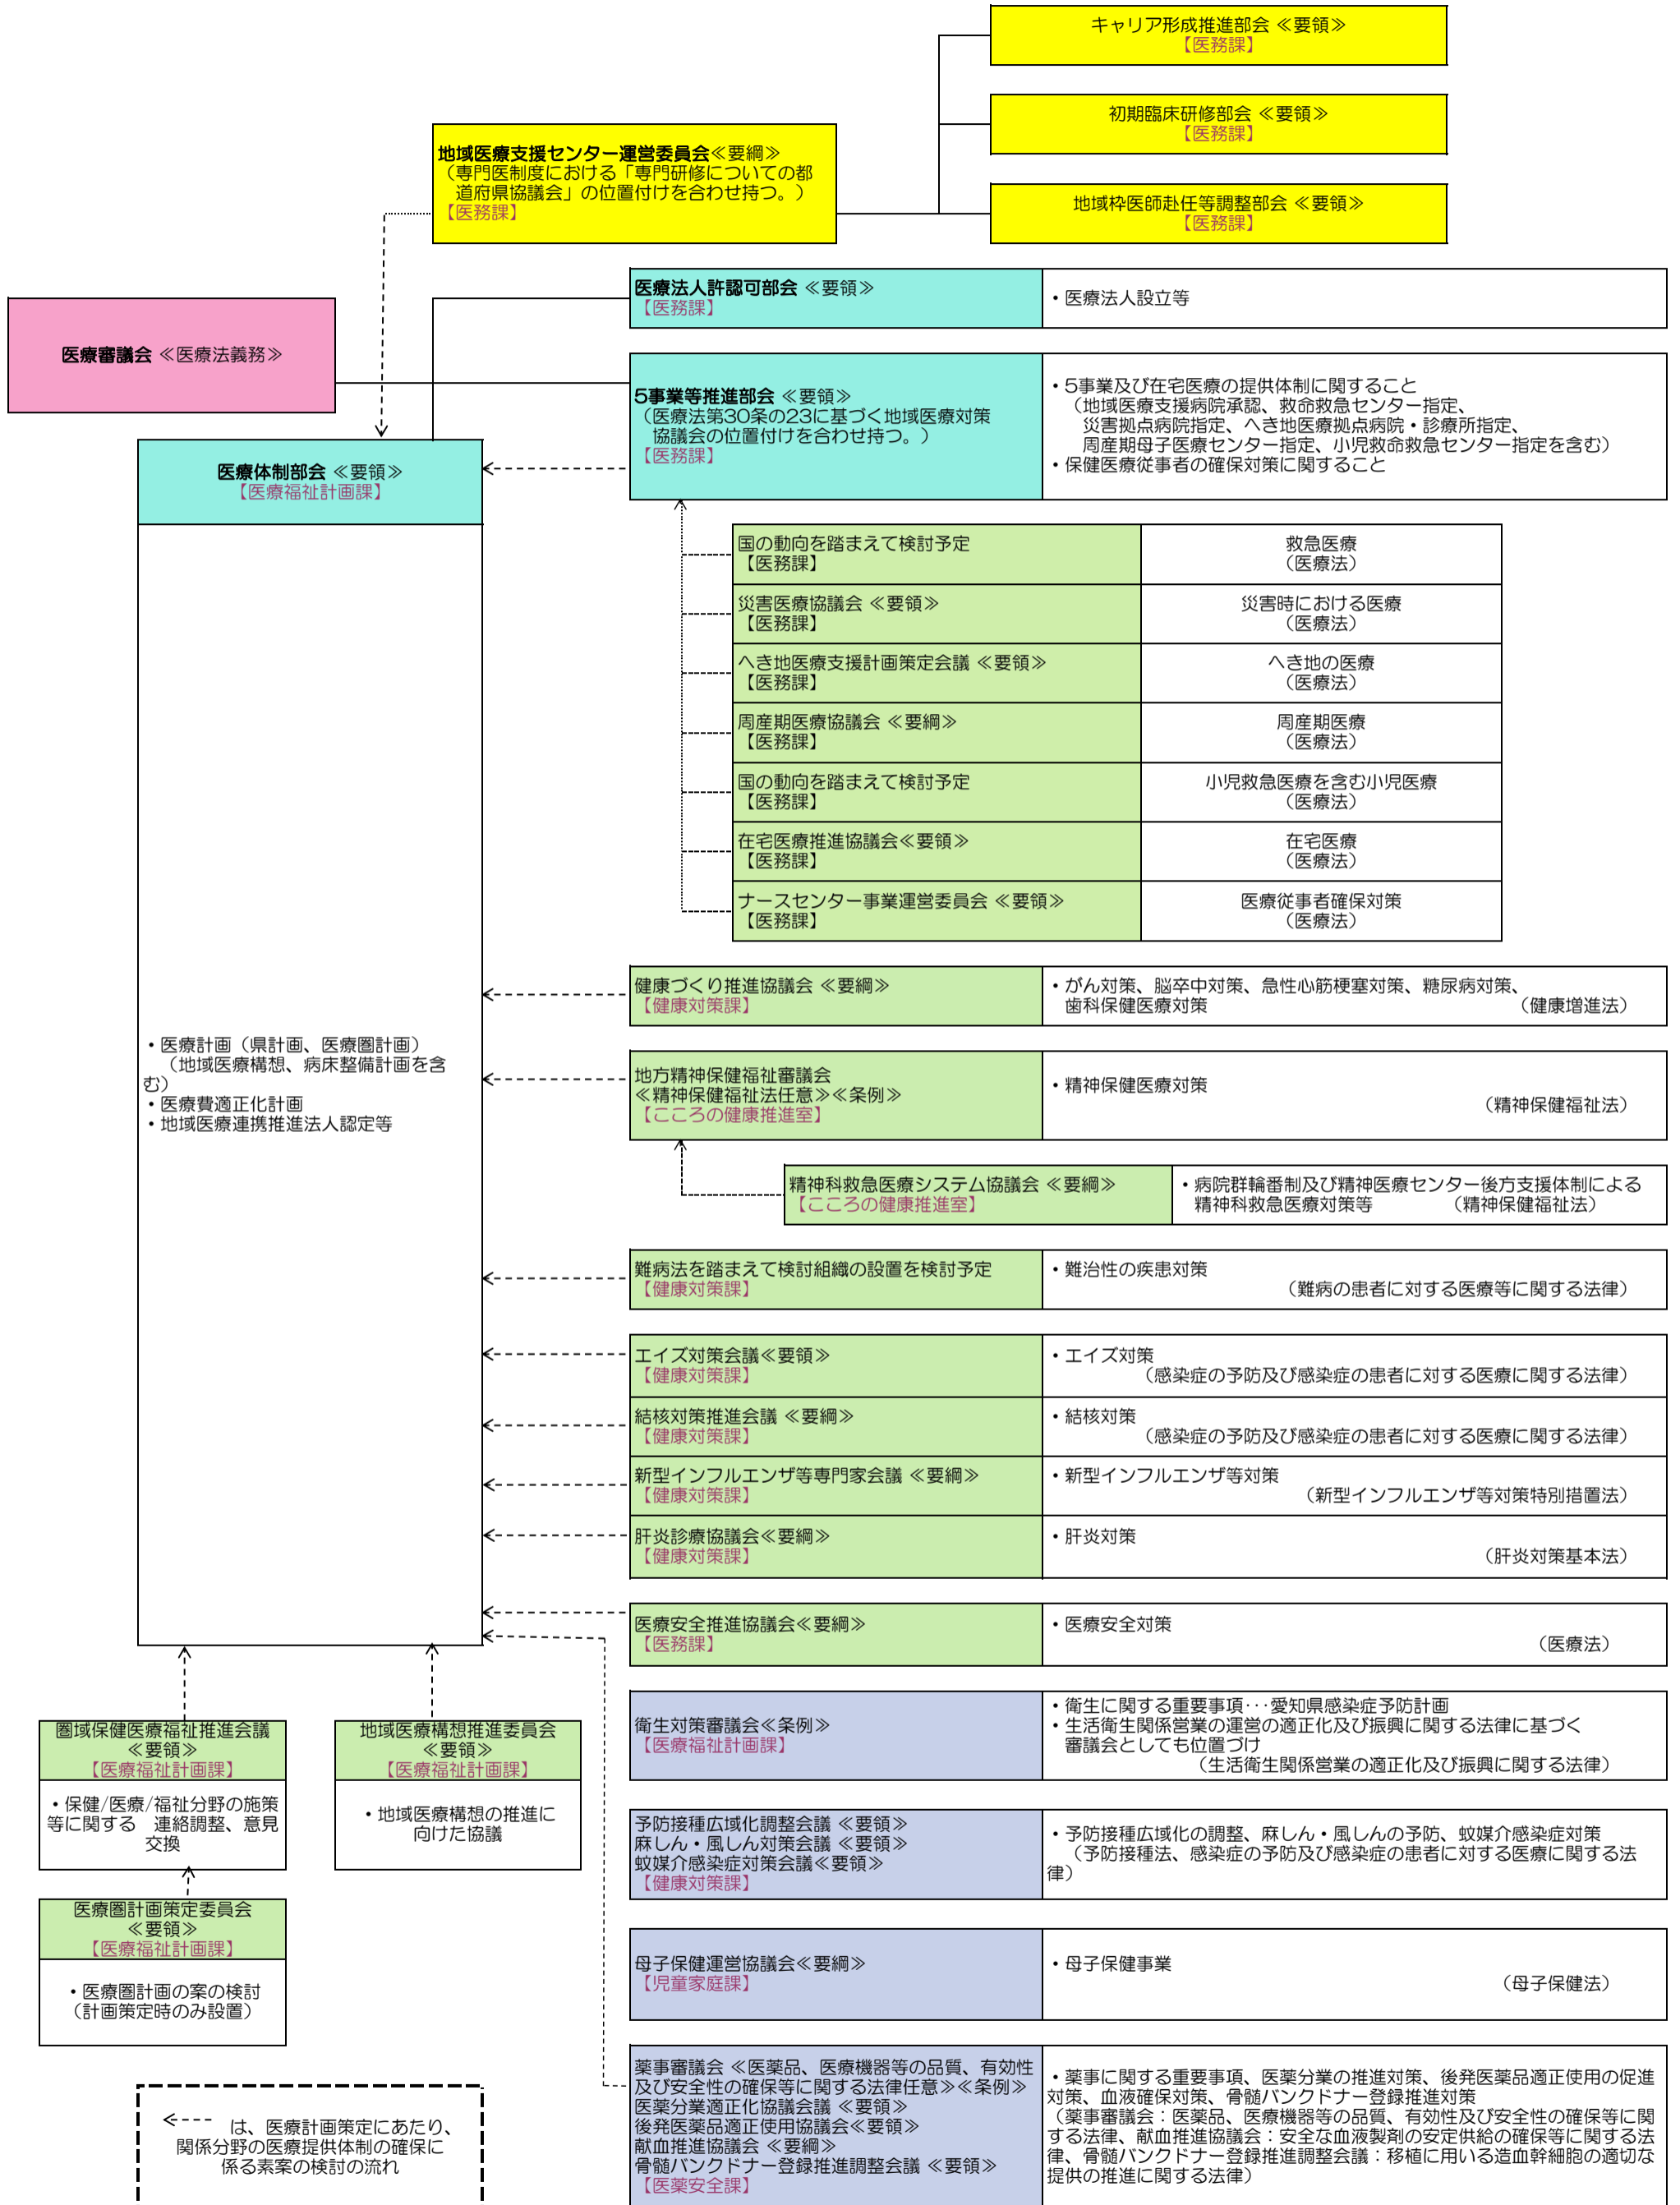 キャリア形成推進部会 ≪要領≫
【医務課】
初期臨床研修部会 ≪要領≫
【医務課】
地域医療支援センター運営委員会≪要綱≫
（専門医制度における「専門研修についての都
道府県協議会」の位置付けを合わせ持つ。）
【医務課】
地域枠医師赴任等調整部会 ≪要領≫
【医務課】
医療法人許認可部会 ≪要領≫
【医務課】
・医療法人設立等
医療審議会 ≪医療法義務≫
5事業等推進部会 ≪要領≫
（医療法第30条の23に基づく地域医療対策
協議会の位置付けを合わせ持つ。）
【医務課】
・5事業及び在宅医療の提供体制に関すること
（地域医療支援病院承認、救命救急センター指定、
災害拠点病院指定、へき地医療拠点病院・診療所指定、
周産期母子医療センター指定、小児救命救急センター指定を含む）
・保健医療従事者の確保対策に関すること
医療体制部会 ≪要領≫
【医療福祉計画課】
国の動向を踏まえて検討予定
【医務課】
救急医療
（医療法）
災害医療協議会 ≪要領≫
【医務課】
災害時における医療
（医療法）
へき地医療支援計画策定会議 ≪要領≫
【医務課】
へき地の医療
（医療法）
周産期医療協議会 ≪要綱≫
【医務課】
周産期医療
（医療法）
国の動向を踏まえて検討予定
【医務課】
小児救急医療を含む小児医療
（医療法）
在宅医療推進協議会≪要領≫
【医務課】
在宅医療
（医療法）
ナースセンター事業運営委員会 ≪要領≫
【医務課】
医療従事者確保対策
（医療法）
・医療計画（県計画、医療圏計画）
（地域医療構想、病床整備計画を含
む）
・医療費適正化計画
・地域医療連携推進法人認定等
健康づくり推進協議会 ≪要綱≫
【健康対策課】
・がん対策、脳卒中対策、急性心筋梗塞対策、糖尿病対策、
歯科保健医療対策 （健康増進法）
地方精神保健福祉審議会
≪精神保健福祉法任意≫≪条例≫
【こころの健康推進室】
・精神保健医療対策
（精神保健福祉法）
精神科救急医療システム協議会 ≪要綱≫
【こころの健康推進室】
・病院群輪番制及び精神医療センター後方支援体制による
精神科救急医療対策等 （精神保健福祉法）
難病法を踏まえて検討組織の設置を検討予定
【健康対策課】
・難治性の疾患対策
（難病の患者に対する医療等に関する法律）
エイズ対策会議≪要領≫
【健康対策課】
・エイズ対策
（感染症の予防及び感染症の患者に対する医療に関する法律）
結核対策推進会議 ≪要綱≫
【健康対策課】
・結核対策
（感染症の予防及び感染症の患者に対する医療に関する法律）
新型インフルエンザ等専門家会議 ≪要綱≫
【健康対策課】
・新型インフルエンザ等対策
（新型インフルエンザ等対策特別措置法）
肝炎診療協議会≪要綱≫
【健康対策課】
・肝炎対策
（肝炎対策基本法）
医療安全推進協議会≪要綱≫
【医務課】
・医療安全対策
（医療法）
圏域保健医療福祉推進会議
≪要領≫
【医療福祉計画課】
・保健/医療/福祉分野の施策
等に関する 連絡調整、意見
交換
地域医療構想推進委員会
≪要領≫
【医療福祉計画課】
・地域医療構想の推進に
向けた協議
医療圏計画策定委員会
≪要領≫
【医療福祉計画課】
・医療圏計画の案の検討
（計画策定時のみ設置）
衛生対策審議会≪条例≫
【医療福祉計画課】
・衛生に関する重要事項･･･愛知県感染症予防計画
・生活衛生関係営業の運営の適正化及び振興に関する法律に基づく
審議会としても位置づけ
（生活衛生関係営業の適正化及び振興に関する法律）
予防接種広域化調整会議 ≪要領≫
麻しん・風しん対策会議 ≪要領≫
蚊媒介感染症対策会議≪要領≫
【健康対策課】
・予防接種広域化の調整、麻しん・風しんの予防、蚊媒介感染症対策
（予防接種法、感染症の予防及び感染症の患者に対する医療に関する法
律）
母子保健運営協議会≪要綱≫
【児童家庭課】
・母子保健事業
（母子保健法）
薬事審議会 ≪医薬品、医療機器等の品質、有効性
及び安全性の確保等に関する法律任意≫≪条例≫
医薬分業適正化協議会議 ≪要領≫
後発医薬品適正使用協議会≪要領≫
献血推進協議会 ≪要綱≫
骨髄バンクドナー登録推進調整会議 ≪要領≫
【医薬安全課】
・薬事に関する重要事項、医薬分業の推進対策、後発医薬品適正使用の促進
対策、血液確保対策、骨髄バンクドナー登録推進対策
（薬事審議会：医薬品、医療機器等の品質、有効性及び安全性の確保等に関
する法律、献血推進協議会：安全な血液製剤の安定供給の確保等に関する法
律、骨髄バンクドナー登録推進調整会議：移植に用いる造血幹細胞の適切な
提供の推進に関する法律）
は、医療計画策定にあたり、
関係分野の医療提供体制の確保に
係る素案の検討の流れ